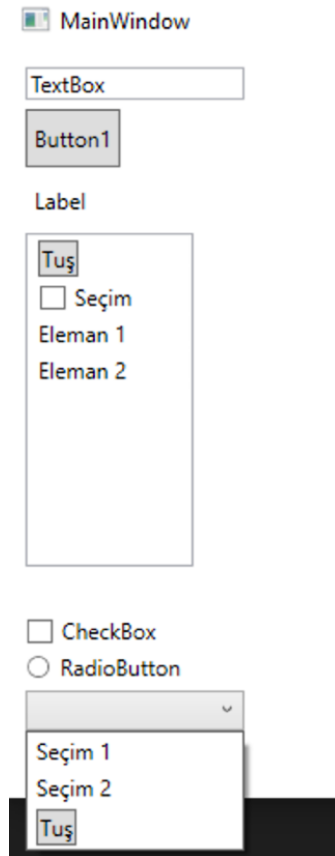 MainWindow
TextBox
Button1
Label
Tuş
Seçim
Eleman 1
Eleman 2
CheckBox
RadioButton
Seçim 1
Seçim 2
Tuş